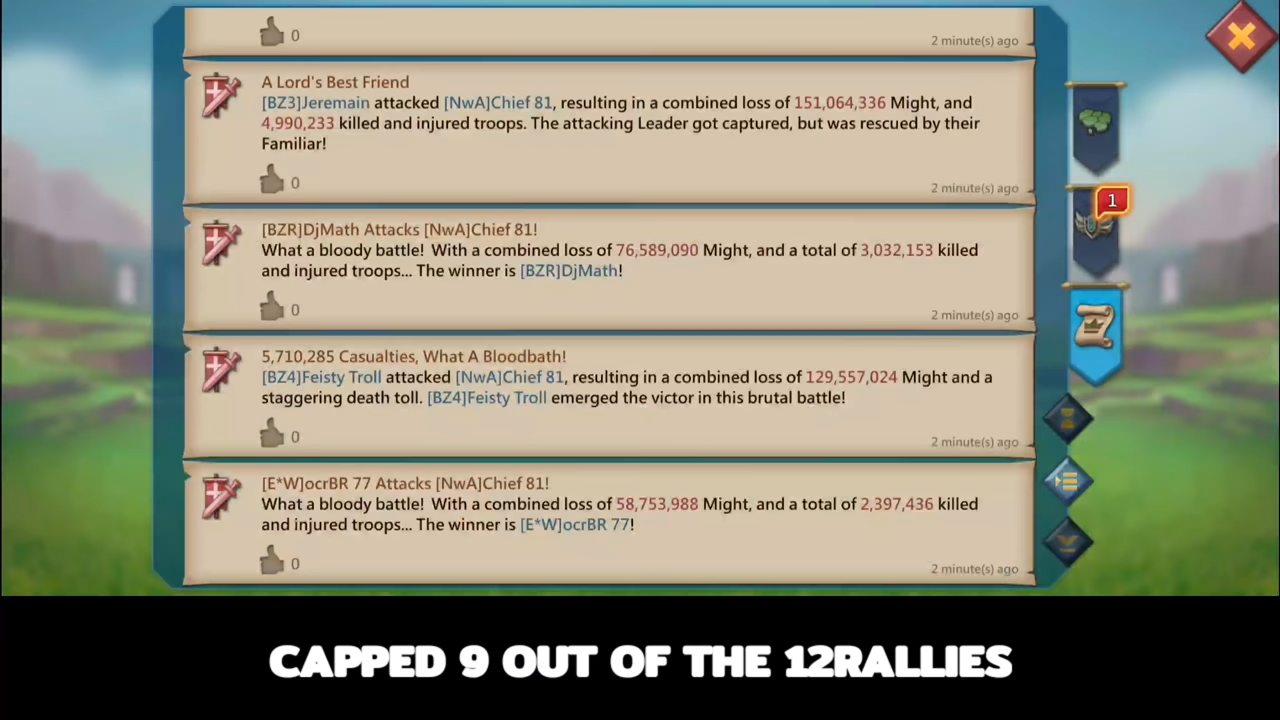 0
2 minute(s) ago
A Lord's Best Friend
[BZ3]Jeremain attacked [NwA]Chief 81, resulting in a combined loss of 151,064,336 Might, and
4,990,233 killed and injured troops. The attacking Leader got captured, but was rescued by their
Familiar!
0
2 minute(s) ago
1
[BZR]DjMath Attacks [NwA]Chief 81!
What a bloody battle! With a combined loss of 76,589,090 Might, and a total of 3,032,153 killed
and injured troops... The winner is [BZR]DjMath!
0
2 minute(s) ago
5,710,285 Casualties, What A Bloodbath!
[BZ4]Feisty Troll attacked [NwA]Chief 81, resulting in a combined loss of 129,557,024 Might and a
staggering death toll. [BZ4]Feisty Troll emerged the victor in this brutal battle!
0
2 minute(s) ago
[E*W]ocrBR 77 Attacks [NwA]Chief 81!
What a bloody battle! With a combined loss of 58,753,988 Might, and a total of 2,397,436 killed
and injured troops... The winner is [E*W]ocrBR 77!
0
2 minute(s) ago
CAPPED 9 OUT OF THE 12RALLIES